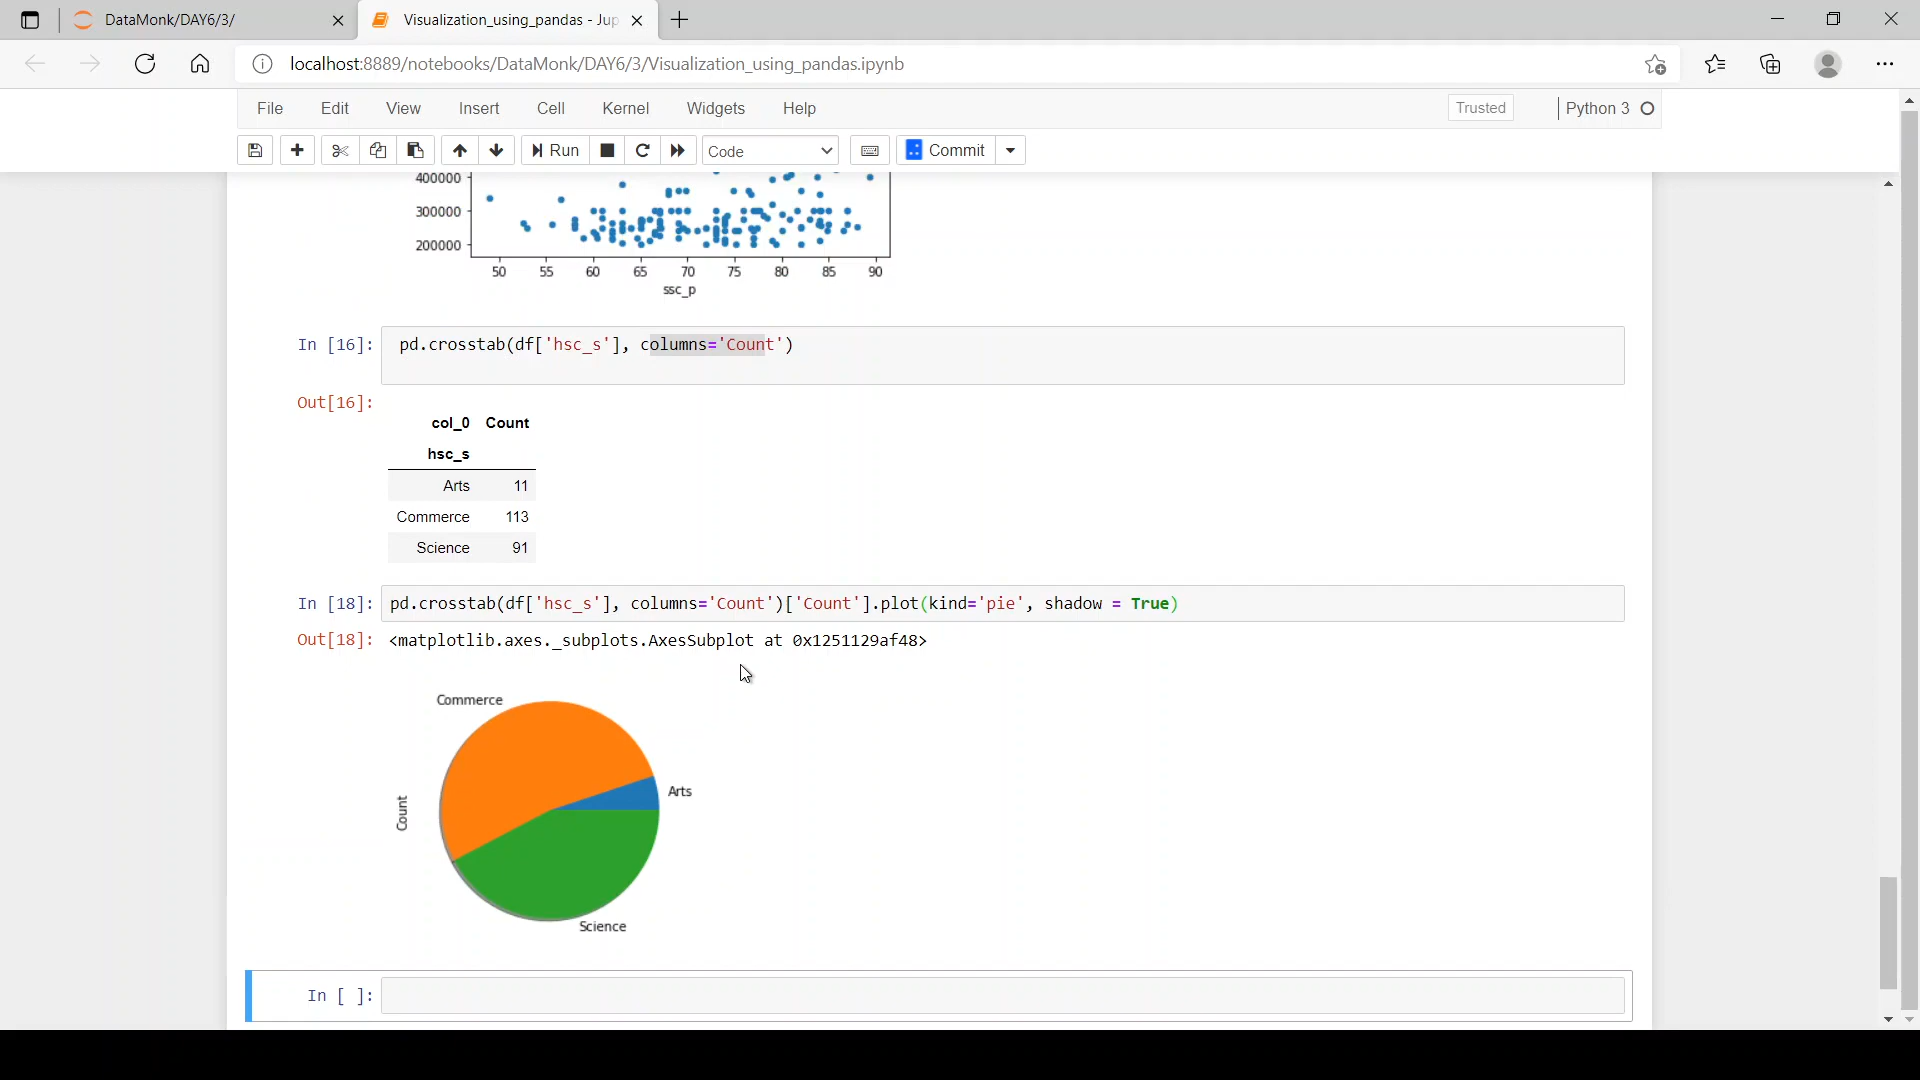 DataMonk/DAY6/3/
Visualization_using_pandas - Jup
localhost:8889/notebooks/DataMonk/DAY6/3/Visualization_using_pandas.ipynb
File Edit View Insert Cell Kernel Widgets Help Trusted Python 3
Run Code Commit
400000
300000
200000
50 55 60 65 70 75 80 85 90
ssc_p
In [16]: pd.crosstab(df['hsc_s'], columns='Count')
Out[16]:
col_0 Count
hsc_s
Arts 11
Commerce 113
Science 91
In [18]: pd.crosstab(df['hsc_s'], columns='Count')['Count'].plot(kind='pie', shadow = True)
Out[18]: <matplotlib.axes._subplots.AxesSubplot at 0x1251129af48>
Commerce
Arts
Count
Science
In [ ]: